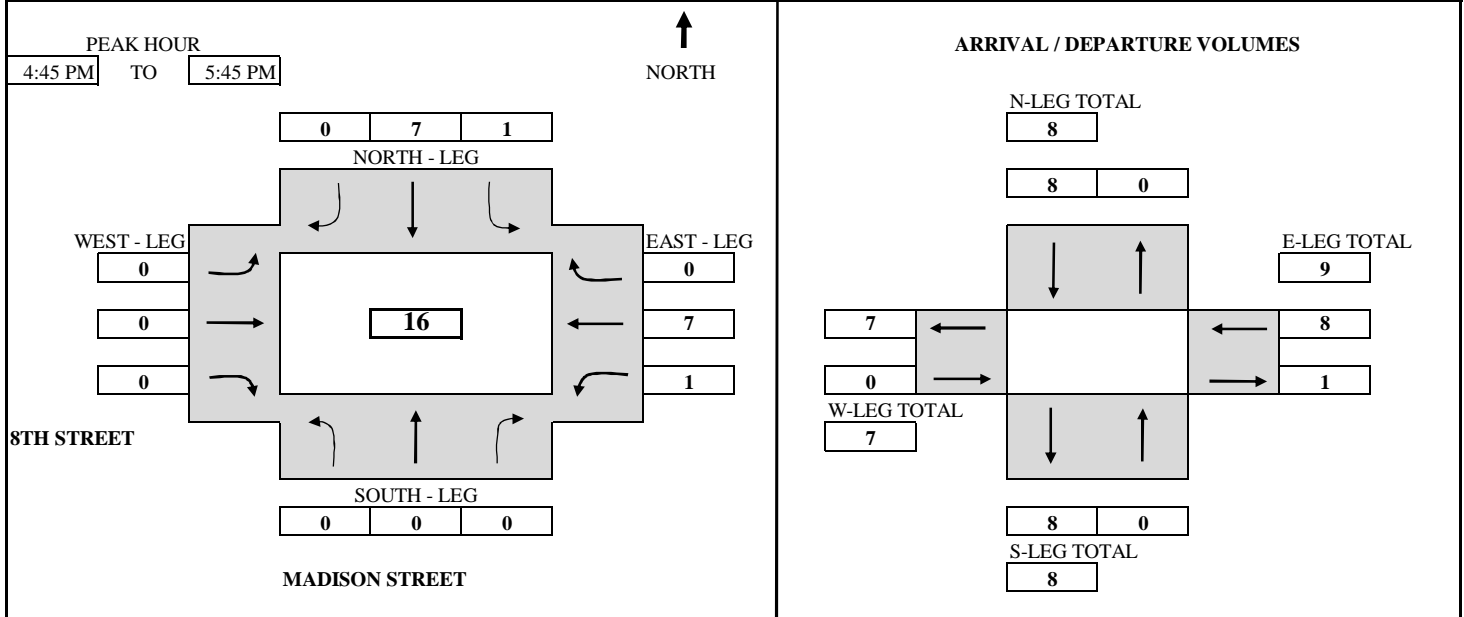 PEAK HOUR
4:45 PM TO 5:45 PM
NORTH
0 7 1
NORTH - LEG
WEST - LEG
EAST - LEG
0
0
0
16
0
7
1
8TH STREET
SOUTH - LEG
0 0 0
MADISON STREET
ARRIVAL / DEPARTURE VOLUMES
N-LEG TOTAL
8
8 0
E-LEG TOTAL
9
7
8
0
1
W-LEG TOTAL
7
8 0
S-LEG TOTAL
8